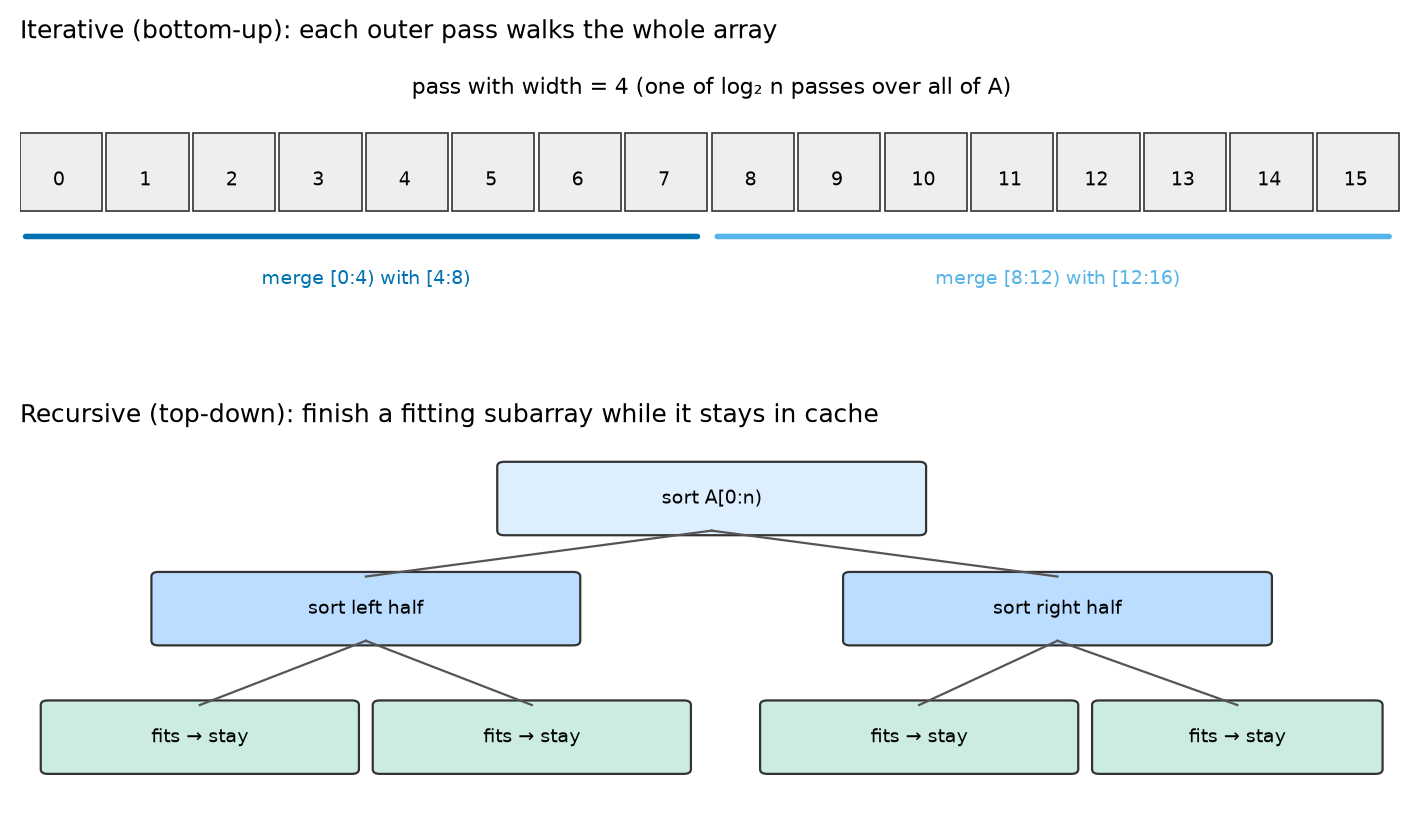 Iterative (bottom-up): each outer pass walks the whole array
pass with width = 4 (one of log₂ n passes over all of A)
0 1 2 3 4 5 6 7 8 9 10 11 12 13 14 15
merge [0:4) with [4:8) merge [8:12) with [12:16)
Recursive (top-down): finish a fitting subarray while it stays in cache
sort A[0:n)
sort left half sort right half
fits → stay fits → stay fits → stay fits → stay